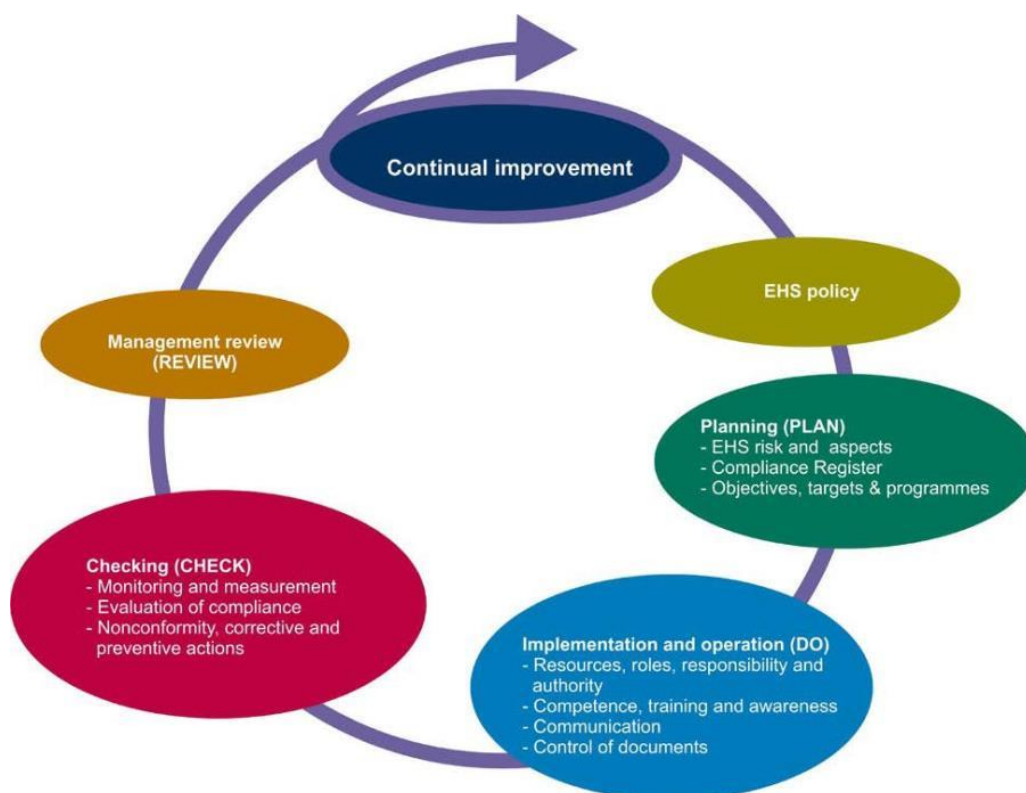 Continual improvement
EHS policy
Planning (PLAN)
- EHS risk and  aspects
- Compliance Register
- Objectives, targets & programmes
Implementation and operation (DO)
- Resources, roles, responsibility and
authority
- Competence, training and awareness
- Communication
- Control of documents
Checking (CHECK)
- Monitoring and measurement
- Evaluation of compliance
- Nonconformity, corrective and
preventive actions
Management review
(REVIEW)